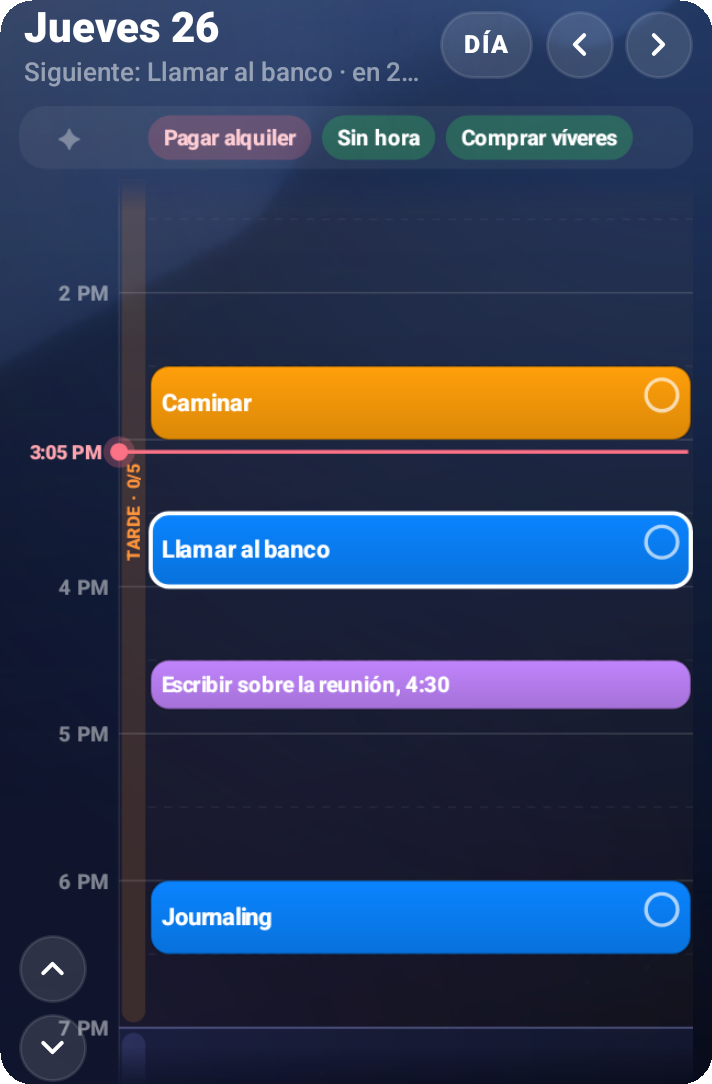 Jueves 26
DÍA
Siguiente: Llamar al banco · en 2...
Pagar alquiler
Sin hora
Comprar víveres
2 PM
Caminar
3:05 PM
TARDE · 0/5
Llamar al banco
4 PM
Escribir sobre la reunión, 4:30
5 PM
6 PM
Journaling
7 PM